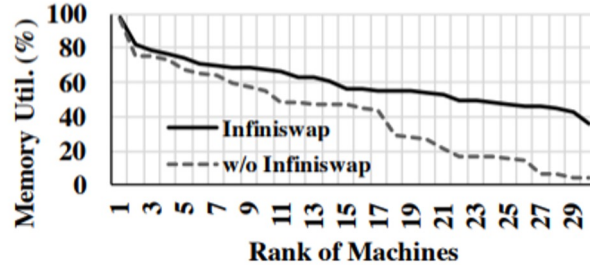 Memory Util. (%)
100
80
60
40
20
0
Infiniswap
w/o Infiniswap
1 3 5 7 9 11 13 15 17 19 21 23 25 27 29
Rank of Machines